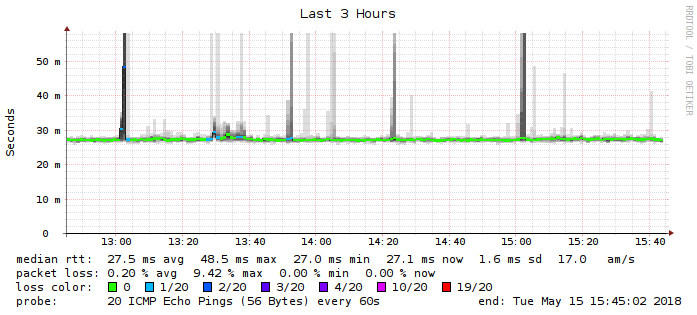 Last 3 Hours
RRDTOOL / TOBI OETIKER
Seconds
50 m
40 m
30 m
20 m
10 m
0
13:00 13:20 13:40 14:00 14:20 14:40 15:00 15:20 15:40
median rtt: 27.5 ms avg 48.5 ms max 27.0 ms min 27.1 ms now 1.6 ms sd 17.0 am/s
packet loss: 0.20 % avg 9.42 % max 0.00 % min 0.00 % now
loss color: 0 1/20 2/20 3/20 4/20 10/20 19/20
probe: 20 ICMP Echo Pings (56 Bytes) every 60s end: Tue May 15 15:45:02 2018